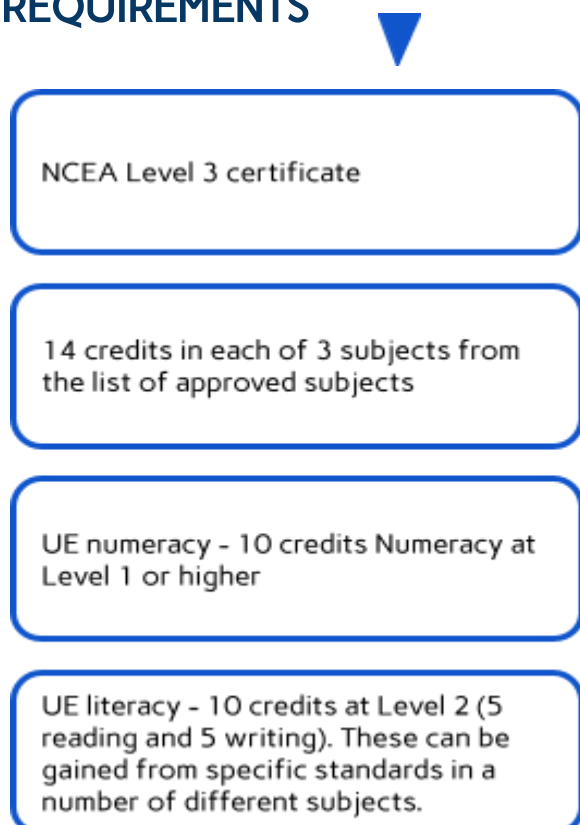 REQUIREMENTS
NCEA Level 3 certificate
14 credits in each of 3 subjects from
the list of approved subjects
UE numeracy - 10 credits Numeracy at
Level 1 or higher
UE literacy - 10 credits at Level 2 (5
reading and 5 writing). These can be
gained from specific standards in a
number of different subjects.